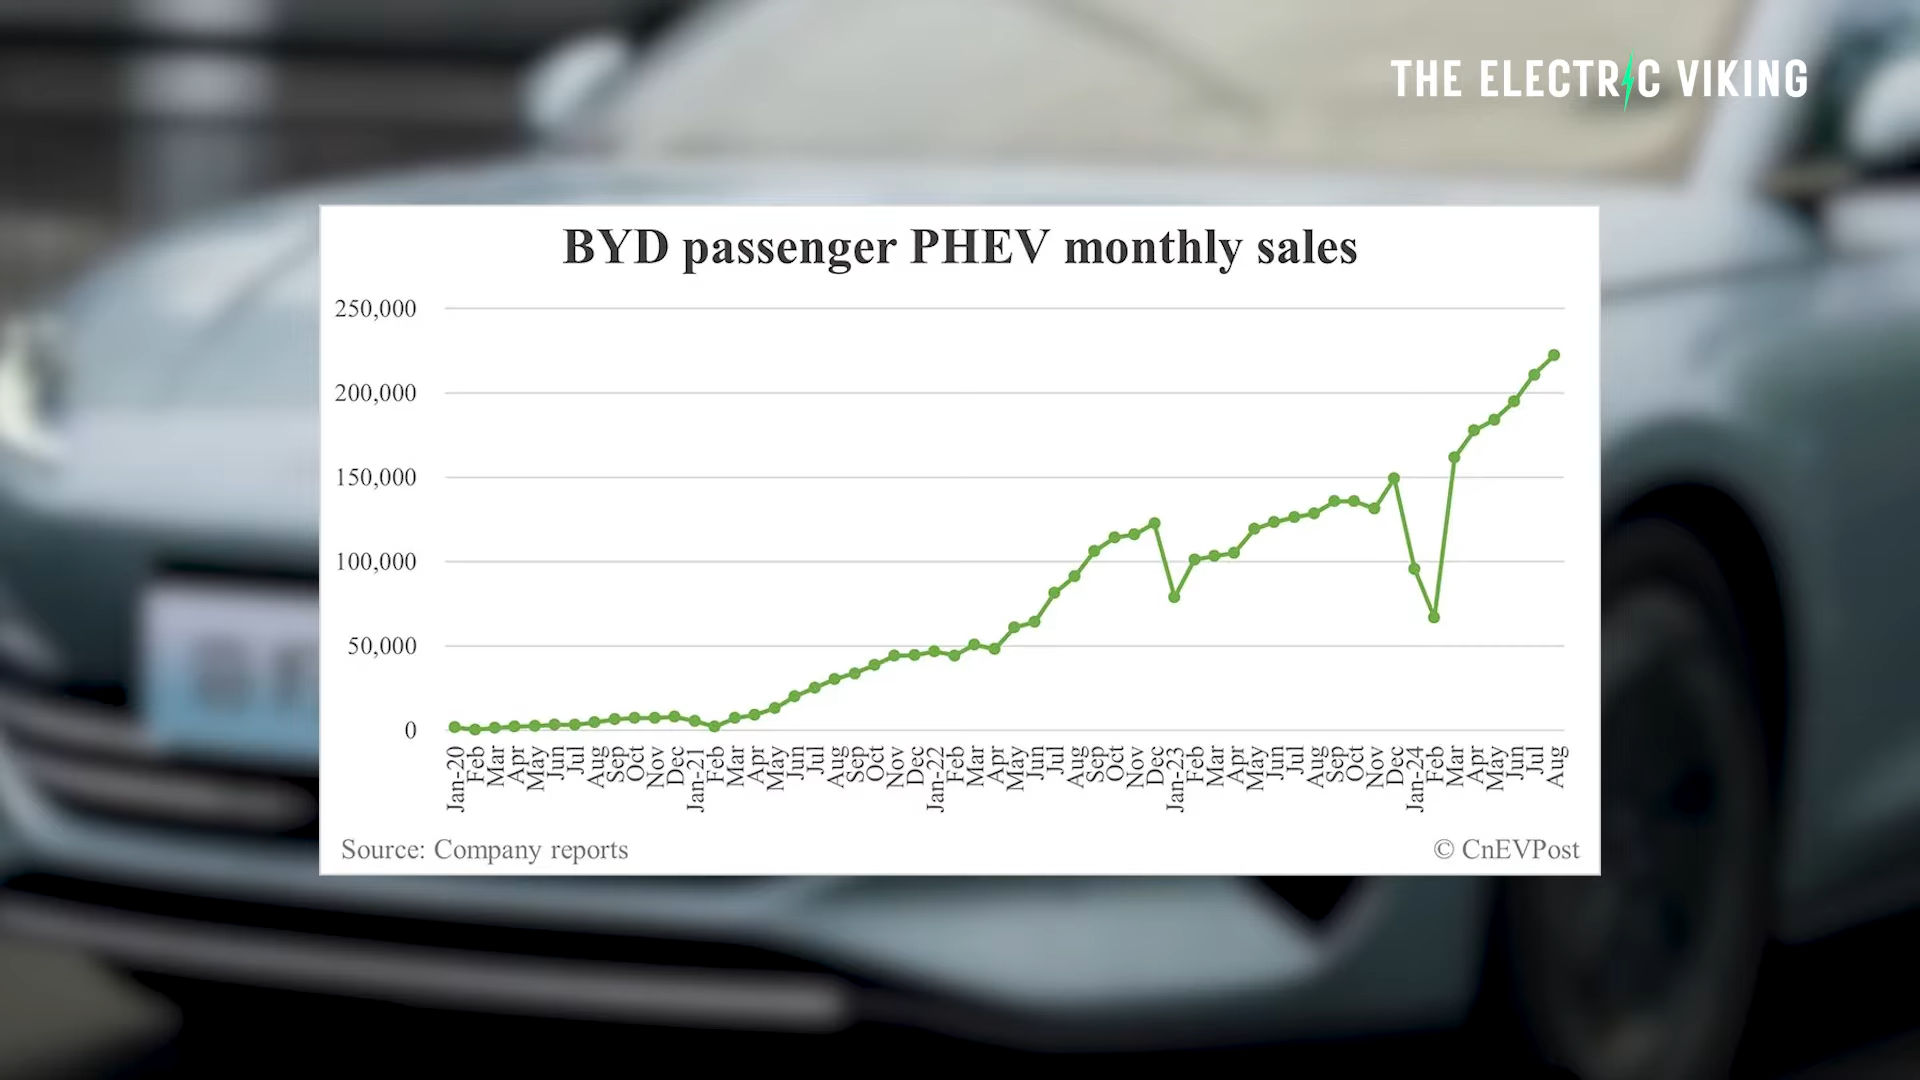 THE ELECTRIC VIKING
BYD passenger PHEV monthly sales
250,000
200,000
150,000
100,000
50,000
0
Jan-20 Feb Mar Apr May Jun Jul Aug Sep Oct Nov Dec Jan-21 Feb Mar Apr May Jun Jul Aug Sep Oct Nov Dec Jan-22 Feb Mar Apr May Jun Jul Aug Sep Oct Nov Dec Jan-23 Feb Mar Apr May Jun Jul Aug Sep Oct Nov Dec Jan-24 Feb Mar Apr May Jun Jul Aug
Source: Company reports
© CnEVPost